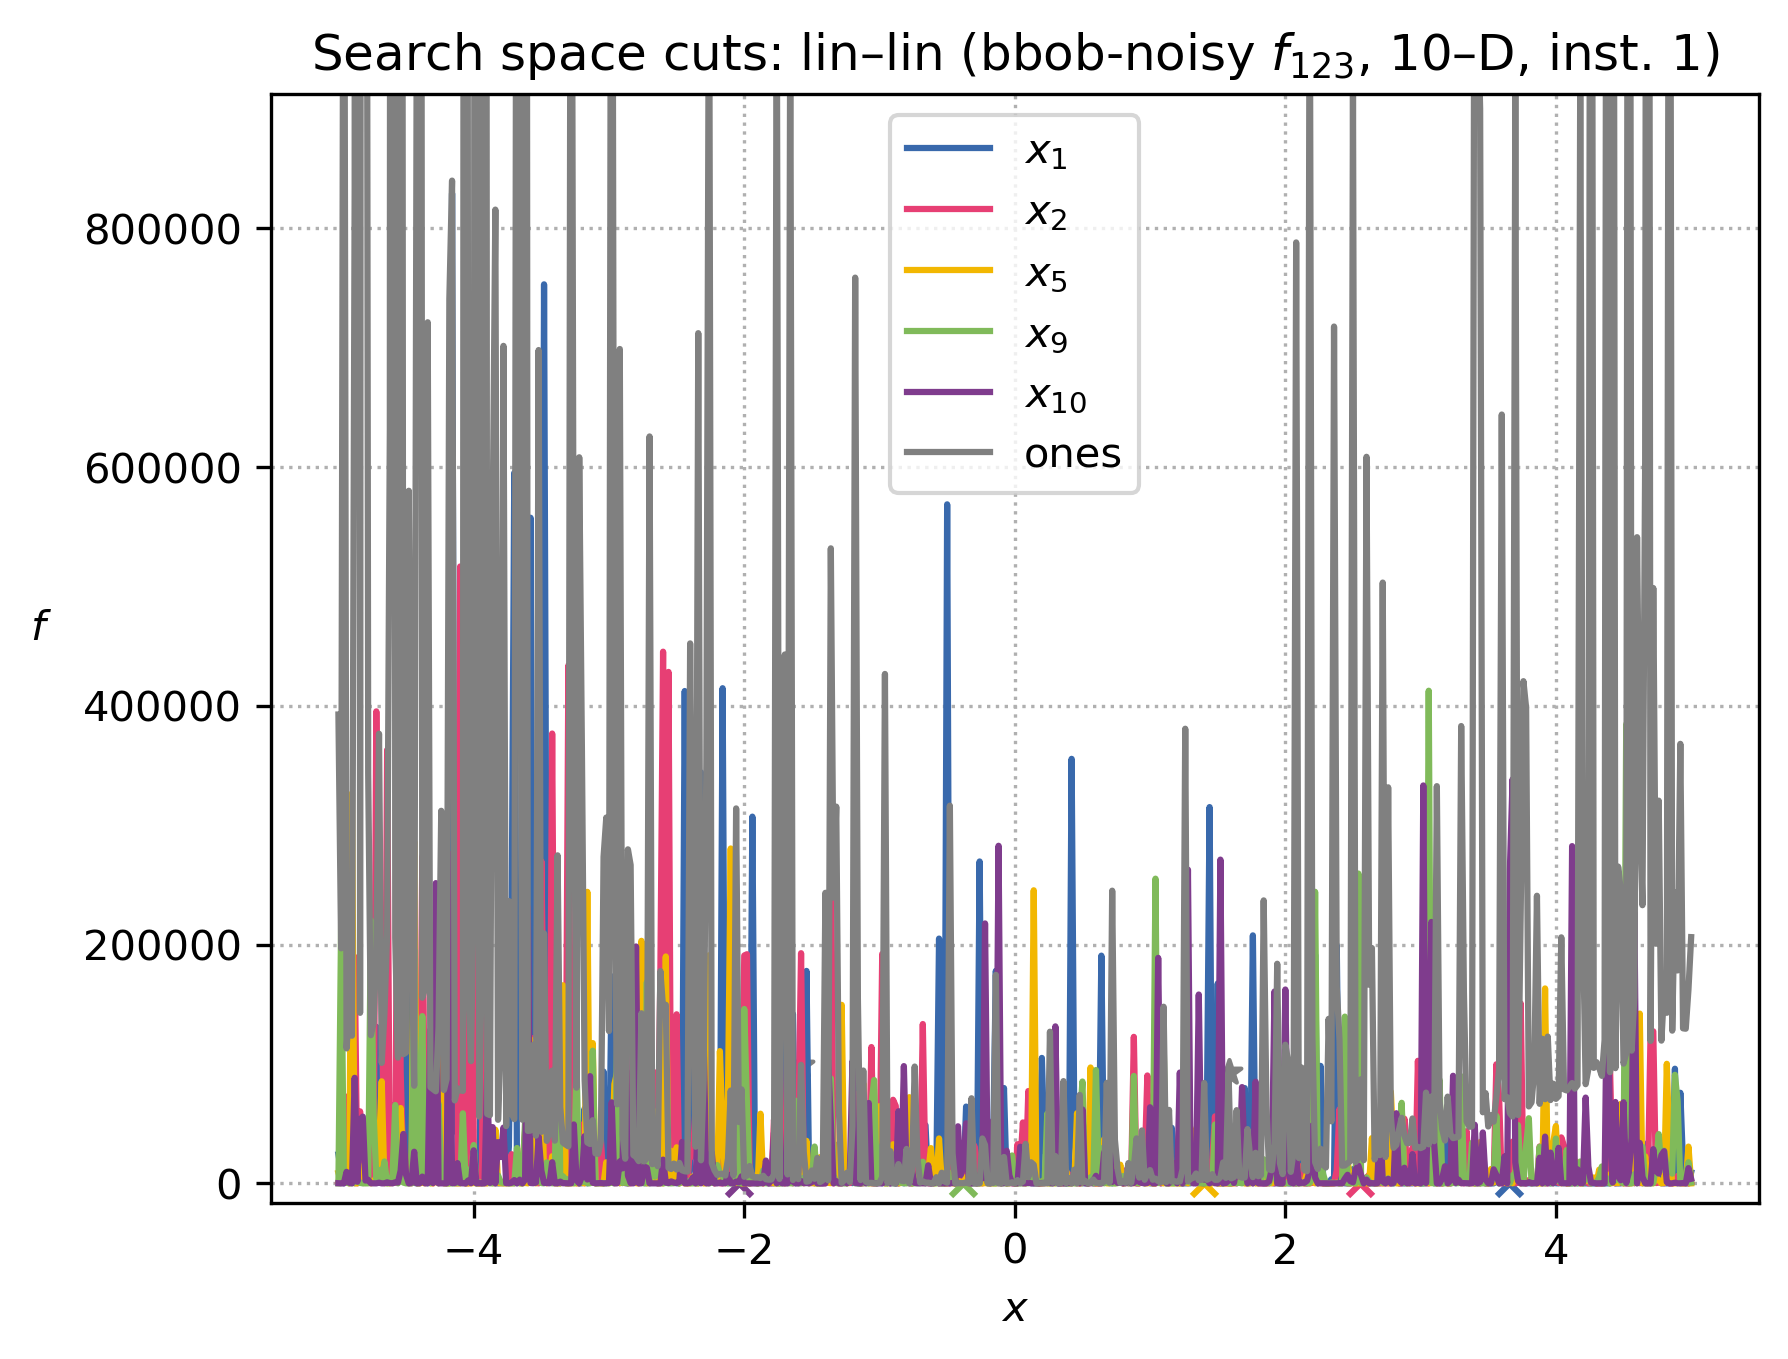 Search space cuts: lin–lin (bbob-noisy f₁₂₃, 10–D, inst. 1)
x₁
x₂
x₅
x₉
x₁₀
ones
800000
600000
400000
200000
0
f
−4
−2
0
2
4
x